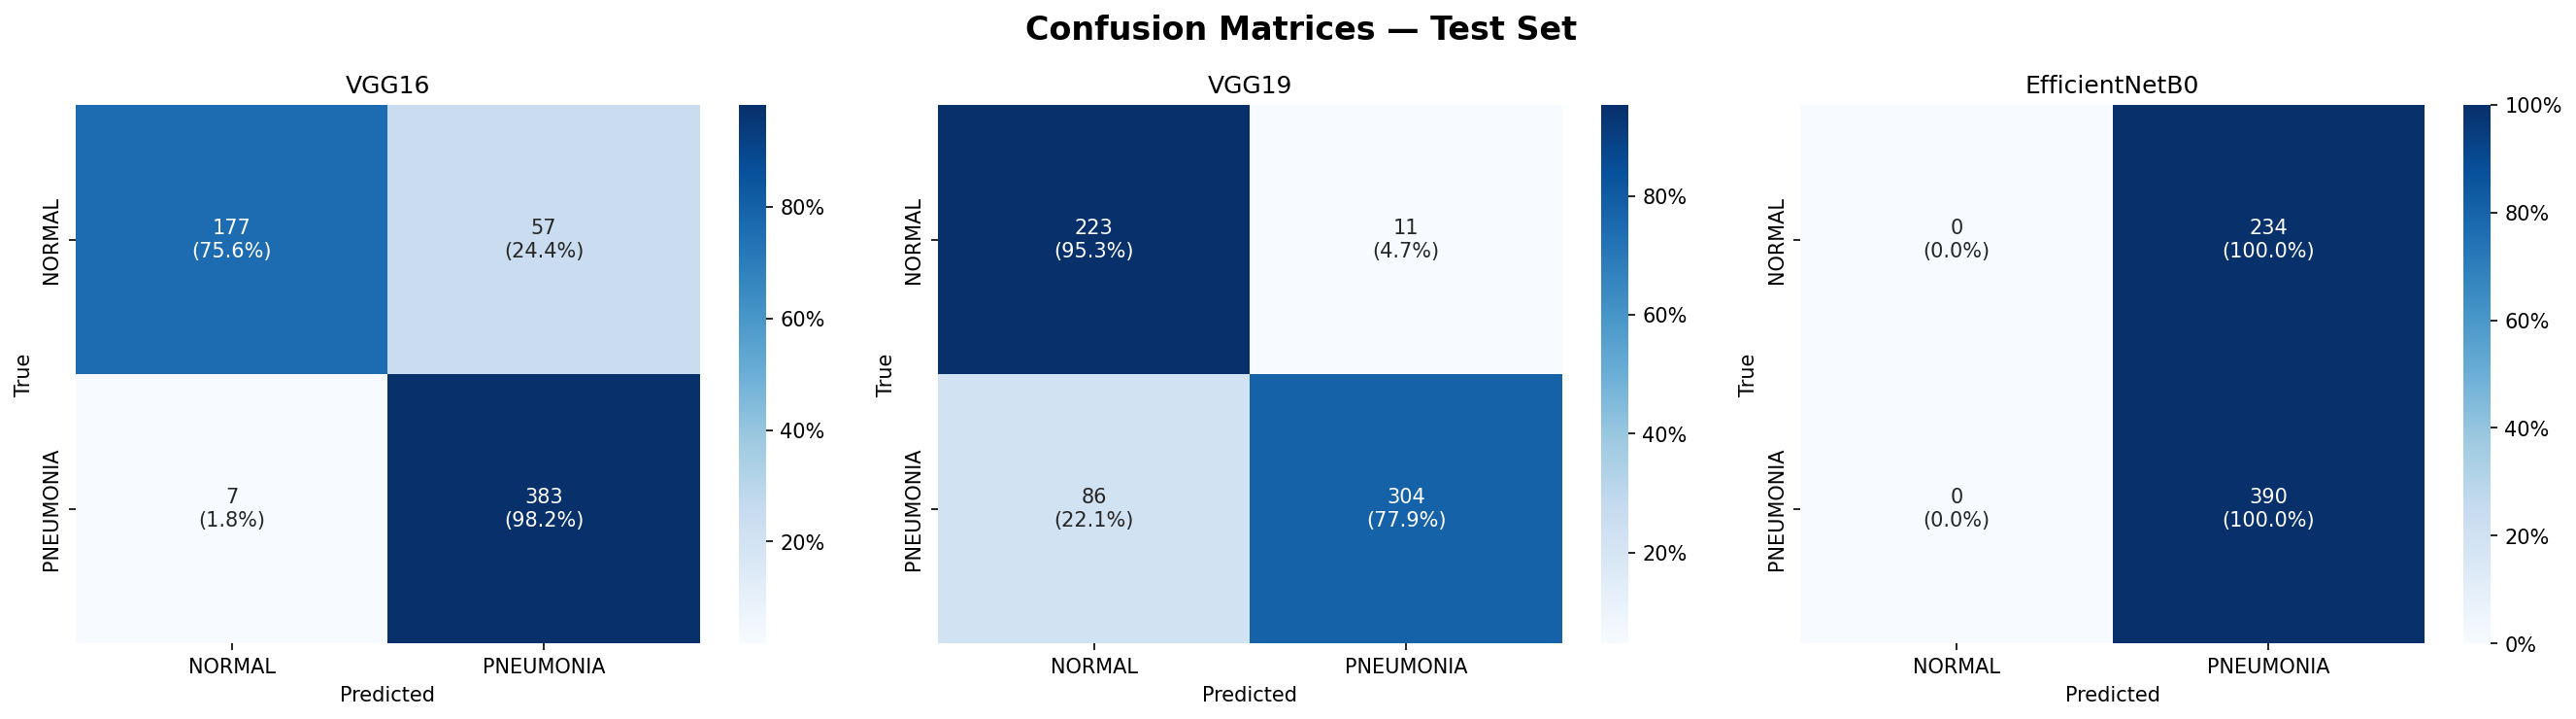 Confusion Matrices — Test Set
VGG16
NORMAL
PNEUMONIA
True
177
(75.6%)
57
(24.4%)
7
(1.8%)
383
(98.2%)
NORMAL
PNEUMONIA
Predicted
80%
60%
40%
20%
VGG19
NORMAL
PNEUMONIA
True
223
(95.3%)
11
(4.7%)
86
(22.1%)
304
(77.9%)
NORMAL
PNEUMONIA
Predicted
80%
60%
40%
20%
EfficientNetB0
NORMAL
PNEUMONIA
True
0
(0.0%)
234
(100.0%)
0
(0.0%)
390
(100.0%)
NORMAL
PNEUMONIA
Predicted
100%
80%
60%
40%
20%
0%